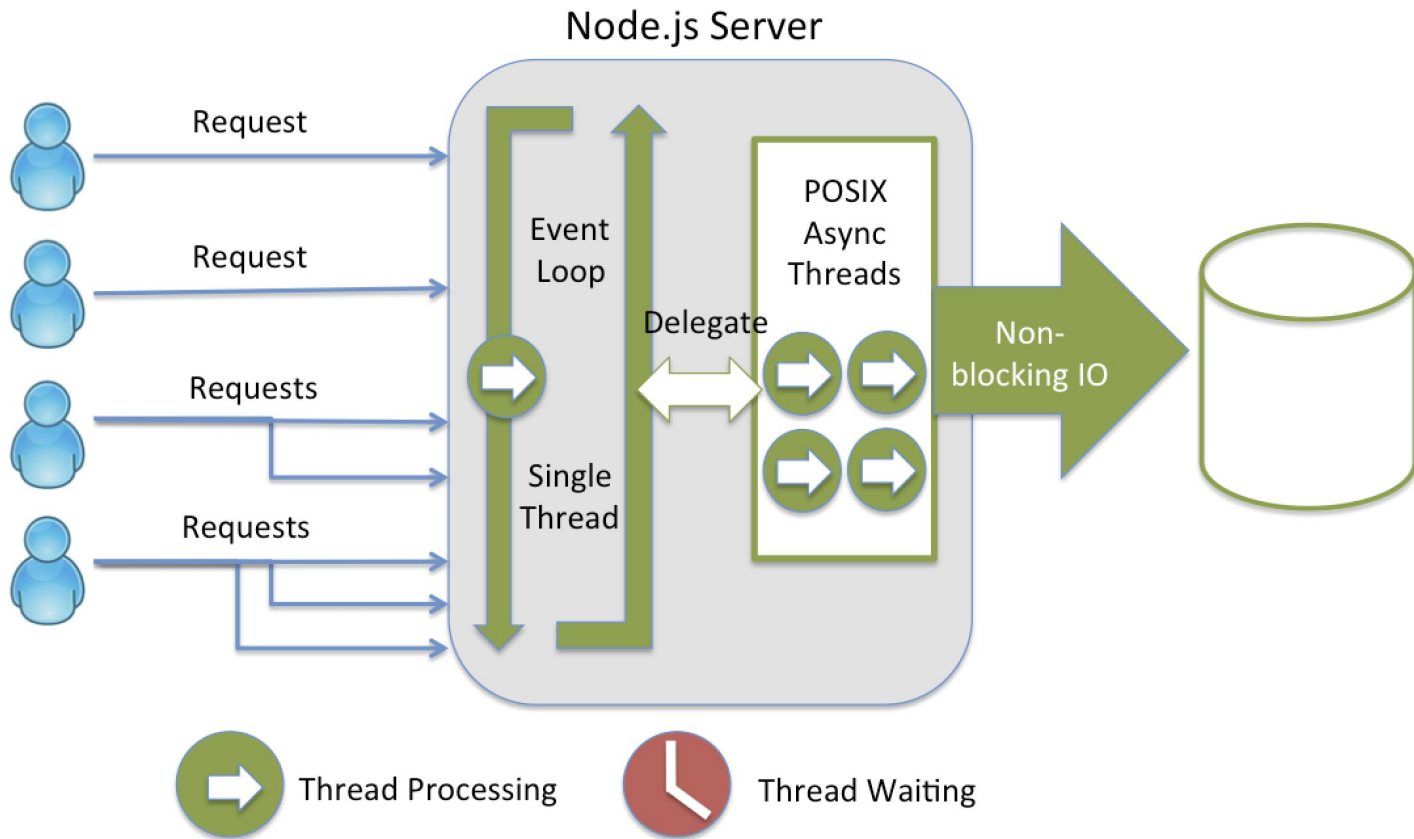 Node.js Server
Request
Request
Requests
Requests
Event
Loop
Single
Thread
Delegate
POSIX
Async
Threads
Non-
blocking IO
Thread Processing
Thread Waiting